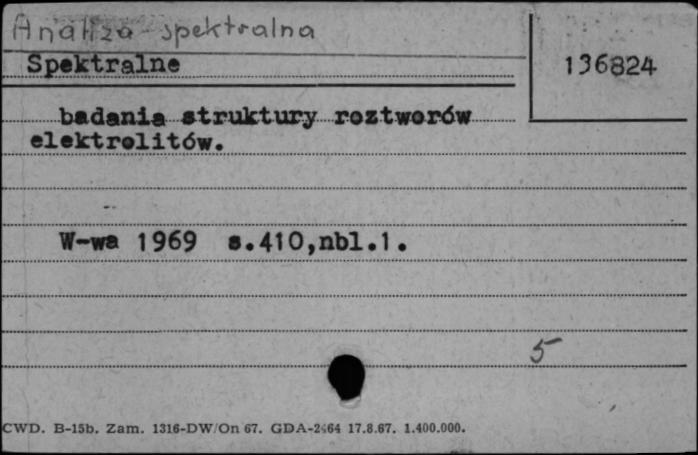 Analiza spektralna
Spektralne
136824
badania struktury roztworów
elektrolitów.
W-wa 1969 s.410,nbl.1.
5
CWD. B-15b. Zam. 1316-DW/On 67. GDA-2464 17.8.67. 1.400.000.